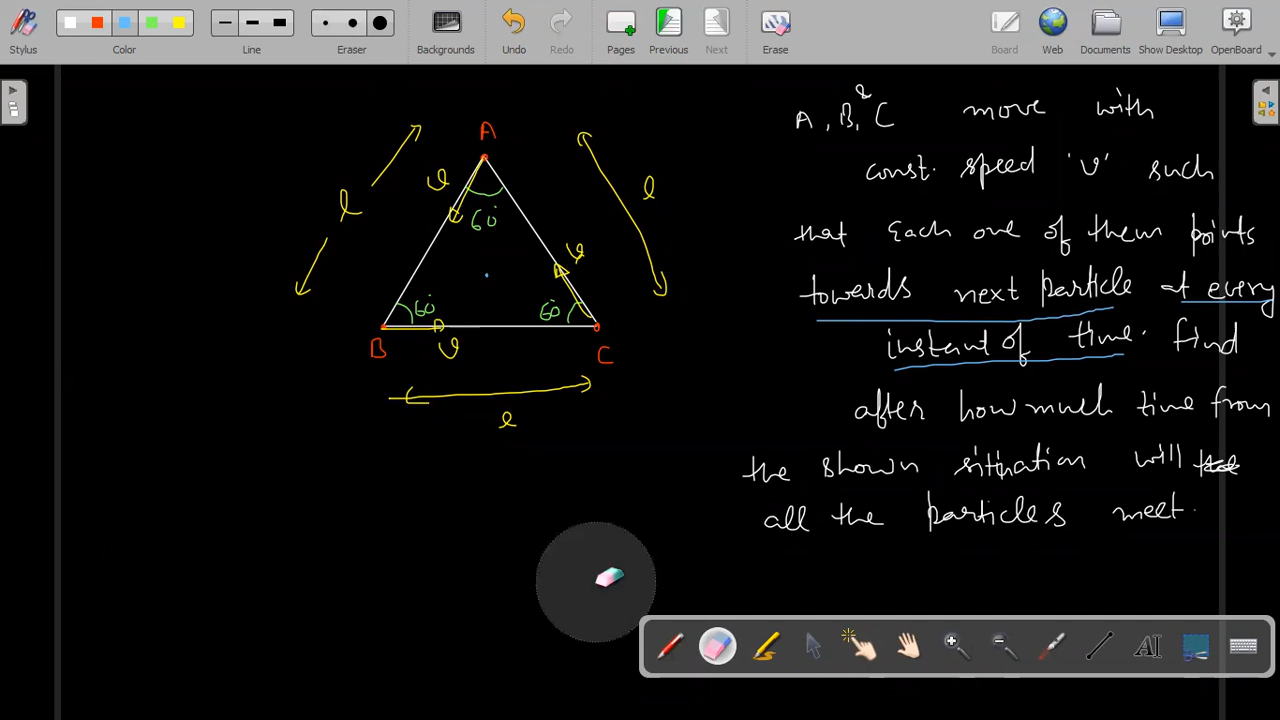 Stylus
Color
Line
Eraser
Backgrounds
Undo
Redo
Pages
Previous
Next
Erase
Board
Web
Documents
Show Desktop
OpenBoard
A
l
v
60°
l
v
60°
60°
B
v
C
l
A, B, & C move with
const. speed 'v' such
that Each one of them points
towards next particle at every
instant of time. find
after how much time from
the shown sitination will
all the particles meet.
AI